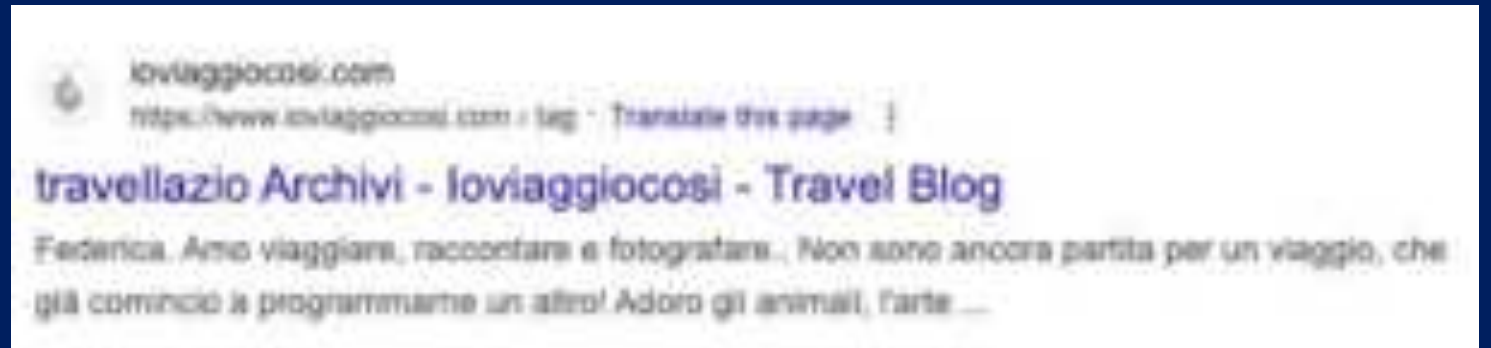 ioviaggiocosi.com
https://www.ioviaggiocosi.com › tag · Translate this page
travellazio Archivi - Ioviaggiocosi - Travel Blog
Federica. Amo viaggiare, raccontare e fotografare.. Non sono ancora partita per un viaggio, che
già comincio a programmarne un altro! Adoro gli animali, l'arte ...